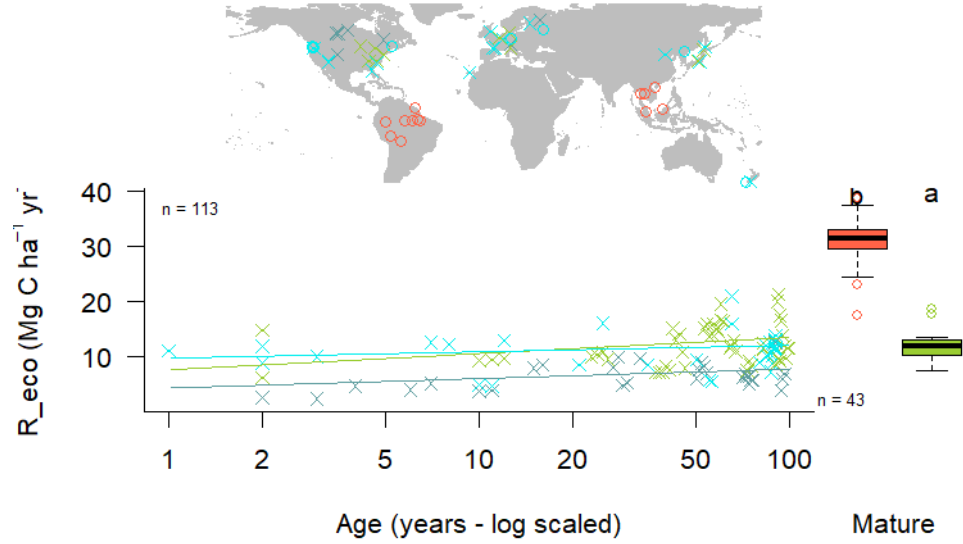 40
30
20
10
R_eco (Mg C ha⁻¹ yr
n = 113
b
a
n = 43
1 2 5 10 20 50 100
Age (years - log scaled)
Mature